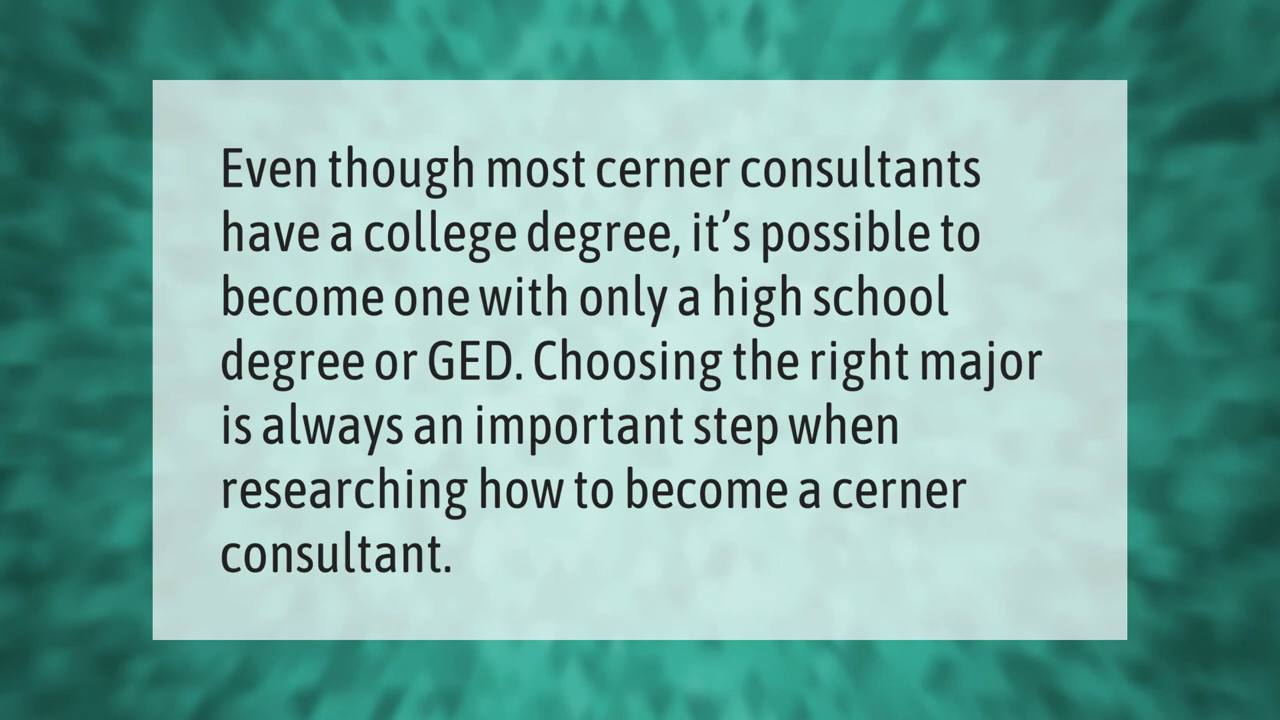 Even though most cerner consultants
have a college degree, it’s possible to
become one with only a high school
degree or GED. Choosing the right major
is always an important step when
researching how to become a cerner
consultant.